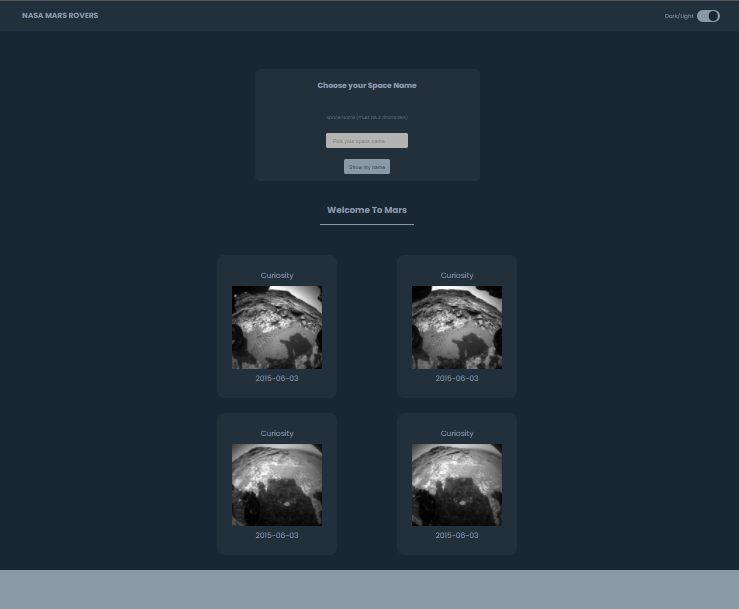 NASA MARS ROVERS
Dark/Light
Choose your Space Name
Space Name (must be
Pick your space name
Show my name
Welcome To Mars
Curiosity
Curiosity
2015-06-03
2015-06-03
Curiosity
Curiosity
2015-06-03
2015-06-03